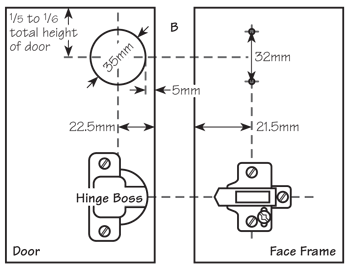 1/5 to 1/6
total height
of door
B
35mm
32mm
5mm
22.5mm
21.5mm
Hinge Boss
Door
Face Frame